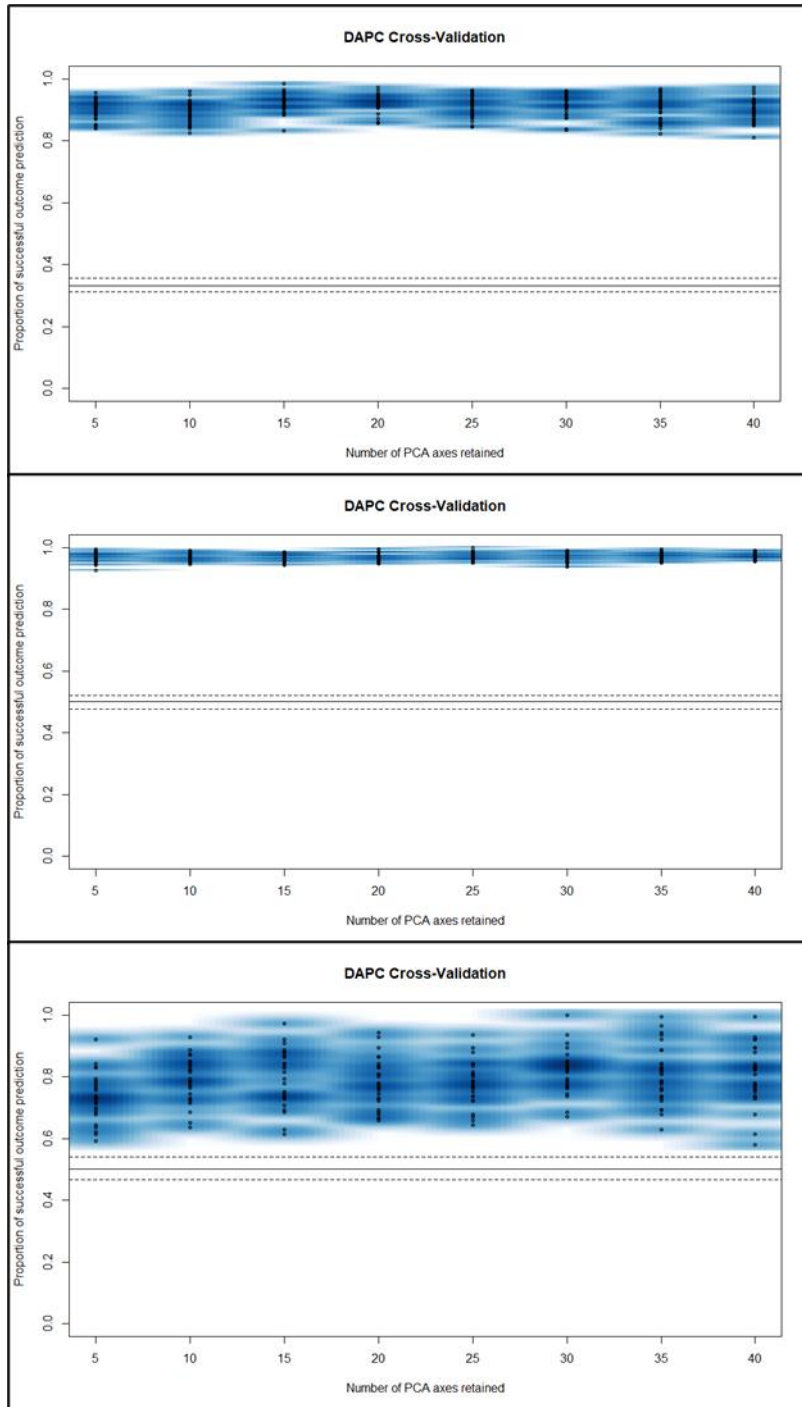 DAPC Cross-Validation
Proportion of successful outcome prediction
1.0
0.8
0.6
0.4
0.2
0.0
5 10 15 20 25 30 35 40
Number of PCA axes retained
DAPC Cross-Validation
Proportion of successful outcome prediction
1.0
0.8
0.6
0.4
0.2
0.0
5 10 15 20 25 30 35 40
Number of PCA axes retained
DAPC Cross-Validation
Proportion of successful outcome prediction
1.0
0.8
0.6
0.4
0.2
0.0
5 10 15 20 25 30 35 40
Number of PCA axes retained